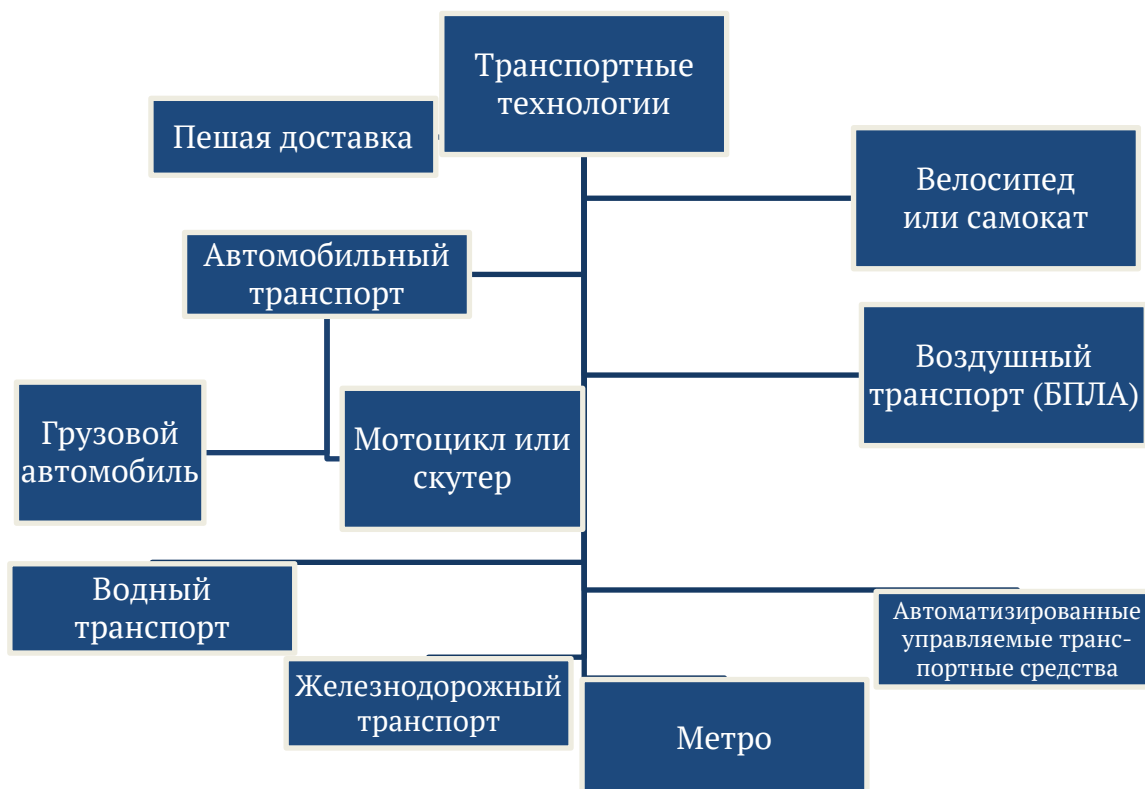 Транспортные
технологии
Пешая доставка
Велосипед
или самокат
Автомобильный
транспорт
Воздушный
транспорт (БПЛА)
Грузовой
автомобиль
Мотоцикл или
скутер
Водный
транспорт
Автоматизированные
управляемые транс-
портные средства
Железнодорожный
транспорт
Метро